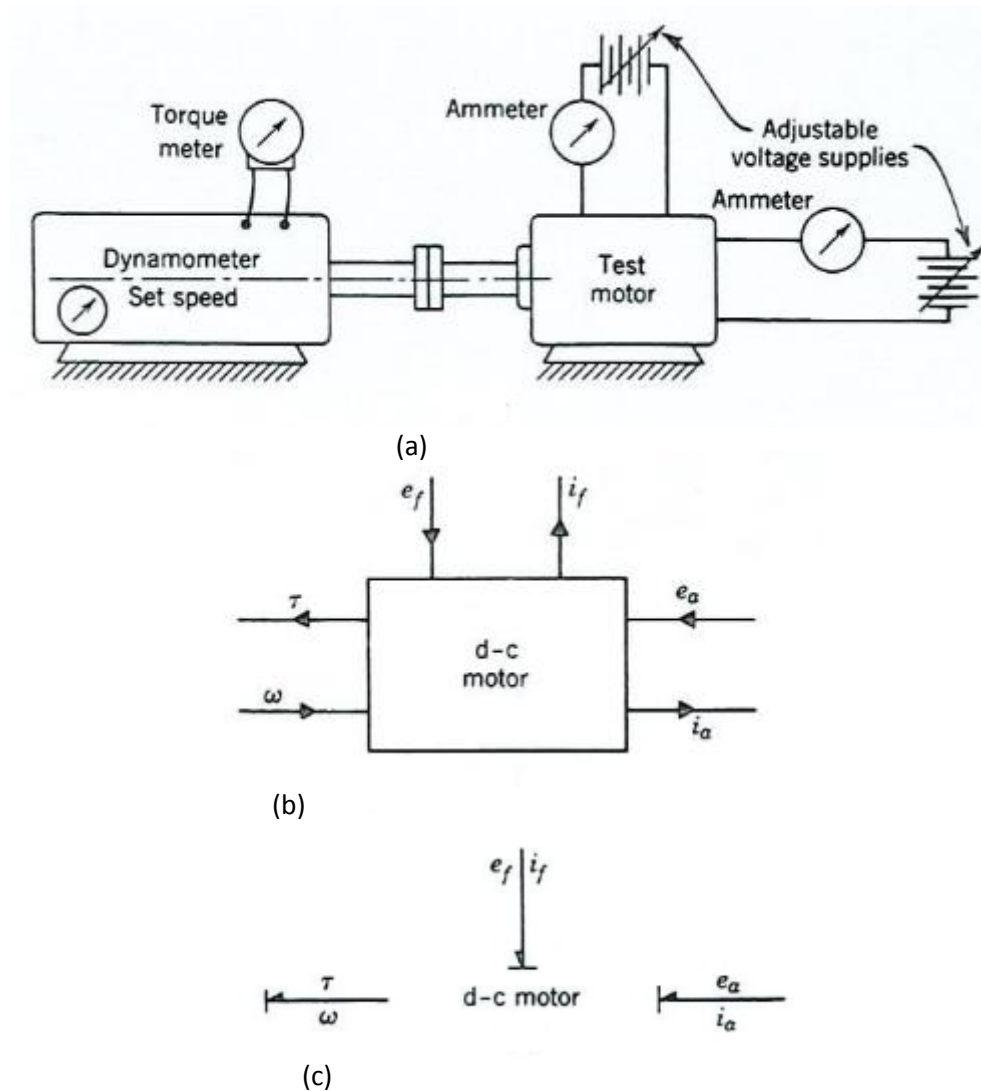 Torque
meter
Ammeter
Adjustable
voltage supplies
Ammeter
Dynamometer
Set speed
Test
motor
(a)
e_f
i_f
τ
e_a
d-c
motor
ω
i_a
(b)
e_f i_f
τ
d-c motor
e_a
ω
i_a
(c)